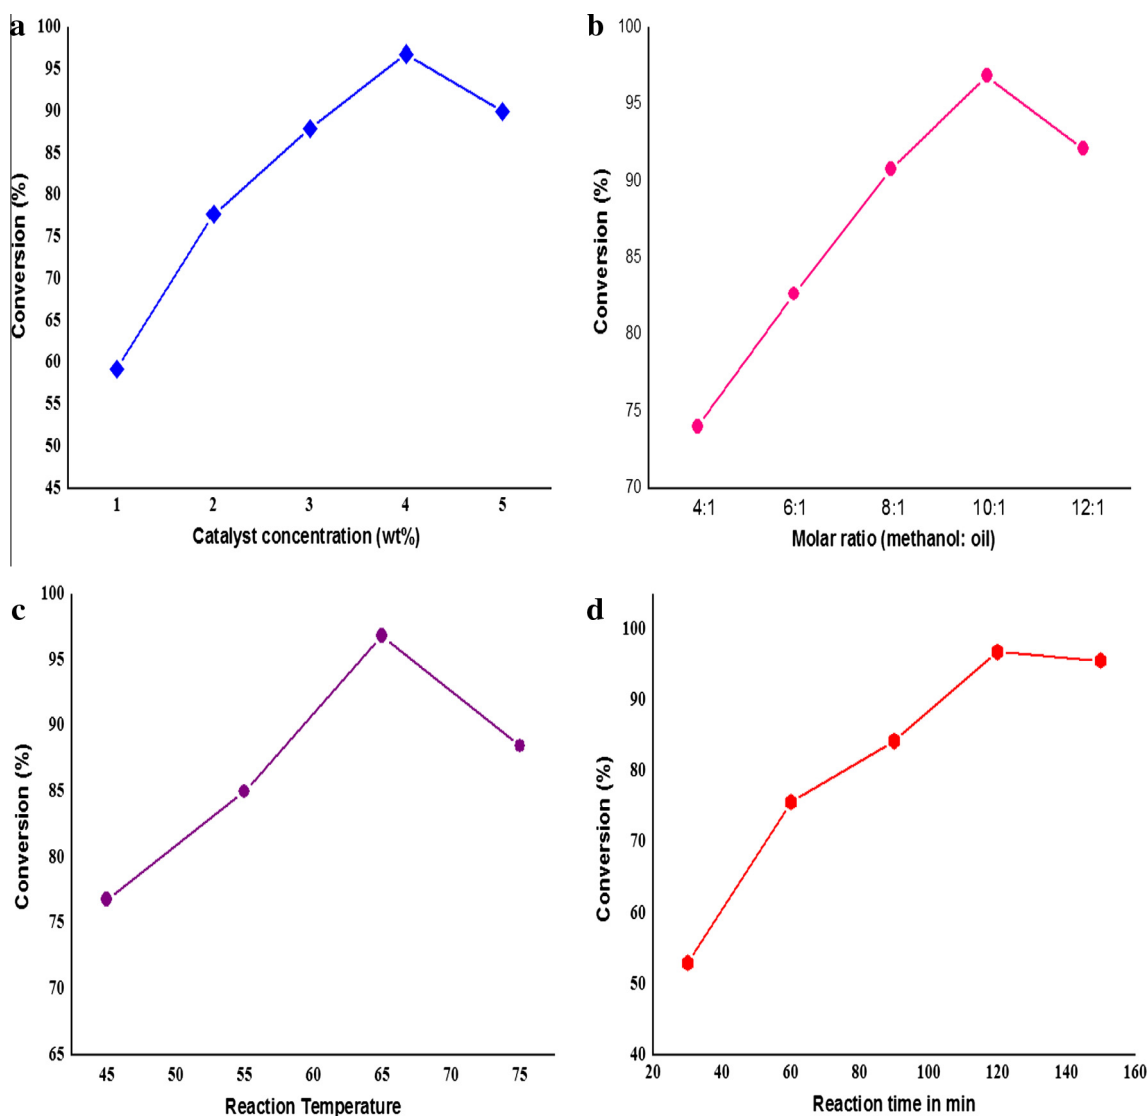 a
100
95
90
85
80
75
70
65
60
55
50
45
Conversion (%)
1 2 3 4 5
Catalyst concentration (wt%)
b
100
95
90
85
80
75
70
Conversion (%)
4:1 6:1 8:1 10:1 12:1
Molar ratio (methanol: oil)
c
100
95
90
85
80
75
70
65
Conversion (%)
45 50 55 60 65 70 75
Reaction Temperature
d
100
90
80
70
60
50
40
Conversion (%)
20 40 60 80 100 120 140 160
Reaction time in min